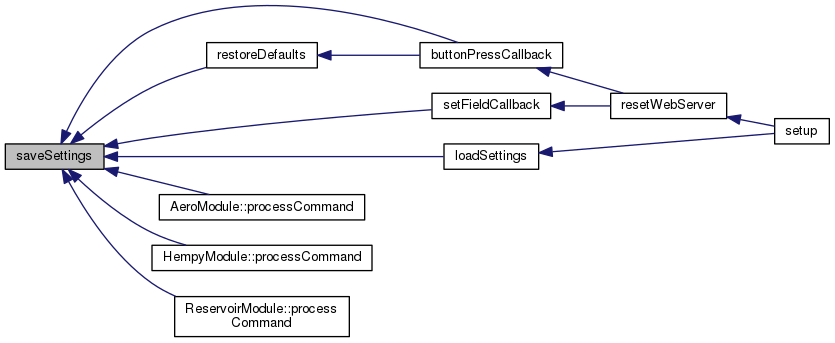 restoreDefaults
buttonPressCallback
setFieldCallback
resetWebServer
setup
saveSettings
loadSettings
AeroModule::processCommand
HempyModule::processCommand
ReservoirModule::process
Command